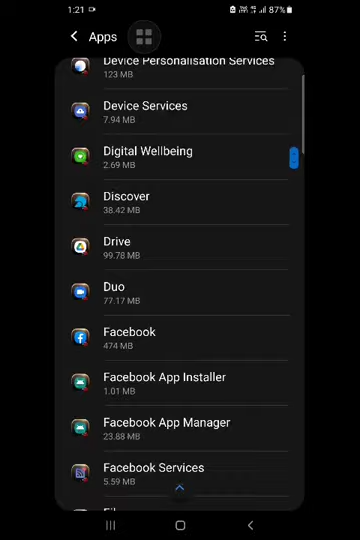 1:21
87%
Apps
Device Personalisation Services
123 MB
Device Services
7.94 MB
Digital Wellbeing
2.69 MB
Discover
38.42 MB
Drive
99.78 MB
Duo
77.17 MB
Facebook
474 MB
Facebook App Installer
1.01 MB
Facebook App Manager
23.88 MB
Facebook Services
5.59 MB